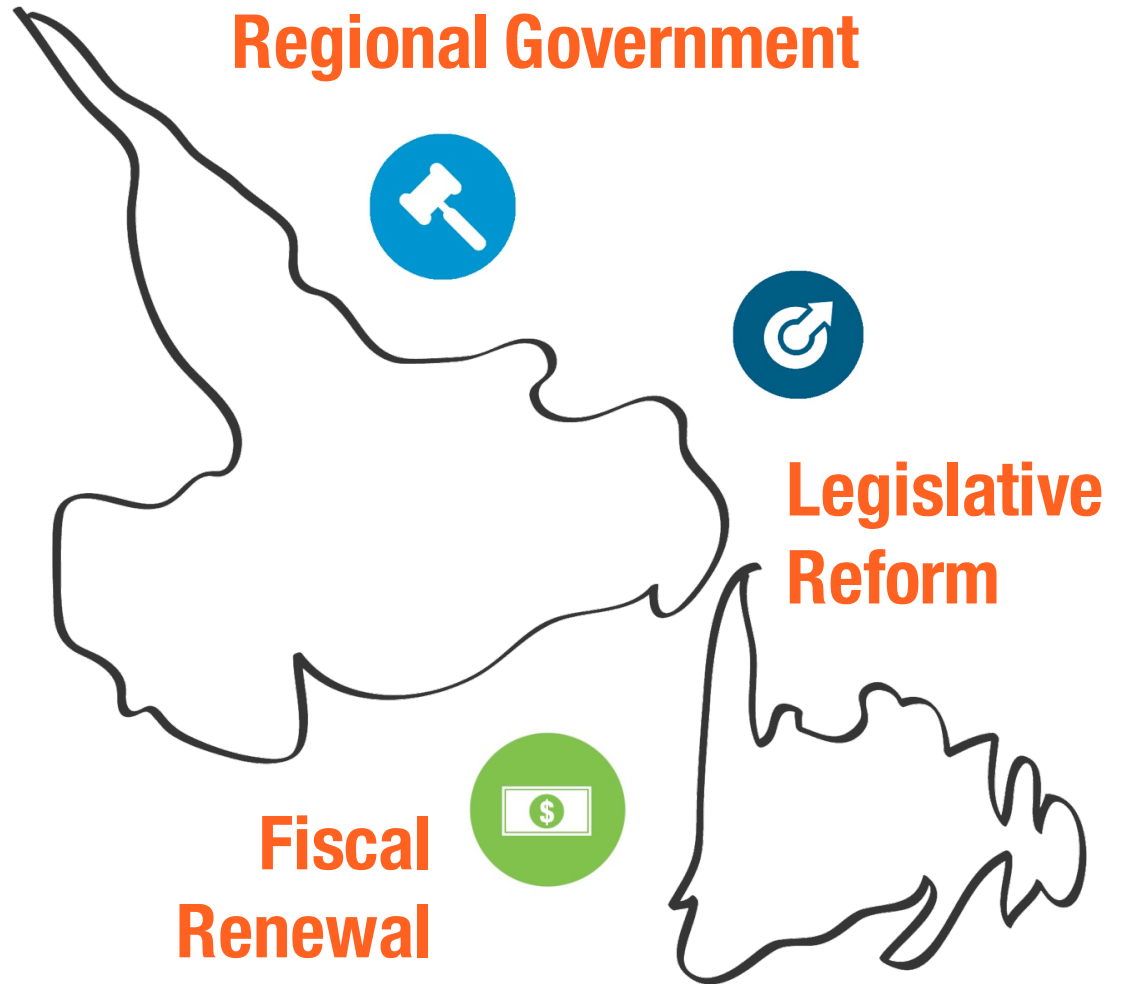 Regional Government
Legislative
Reform
$
Fiscal
Renewal